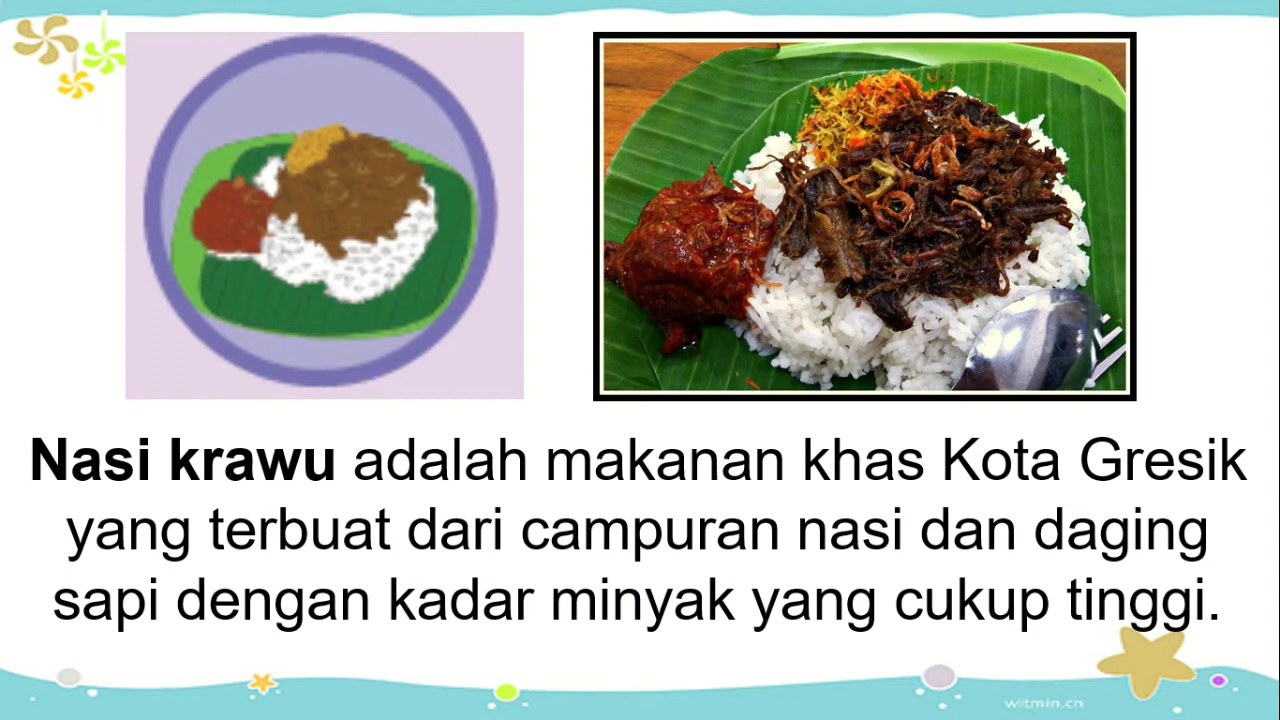 Nasi krawu adalah makanan khas Kota Gresik
yang terbuat dari campuran nasi dan daging
sapi dengan kadar minyak yang cukup tinggi.
witmin.cn